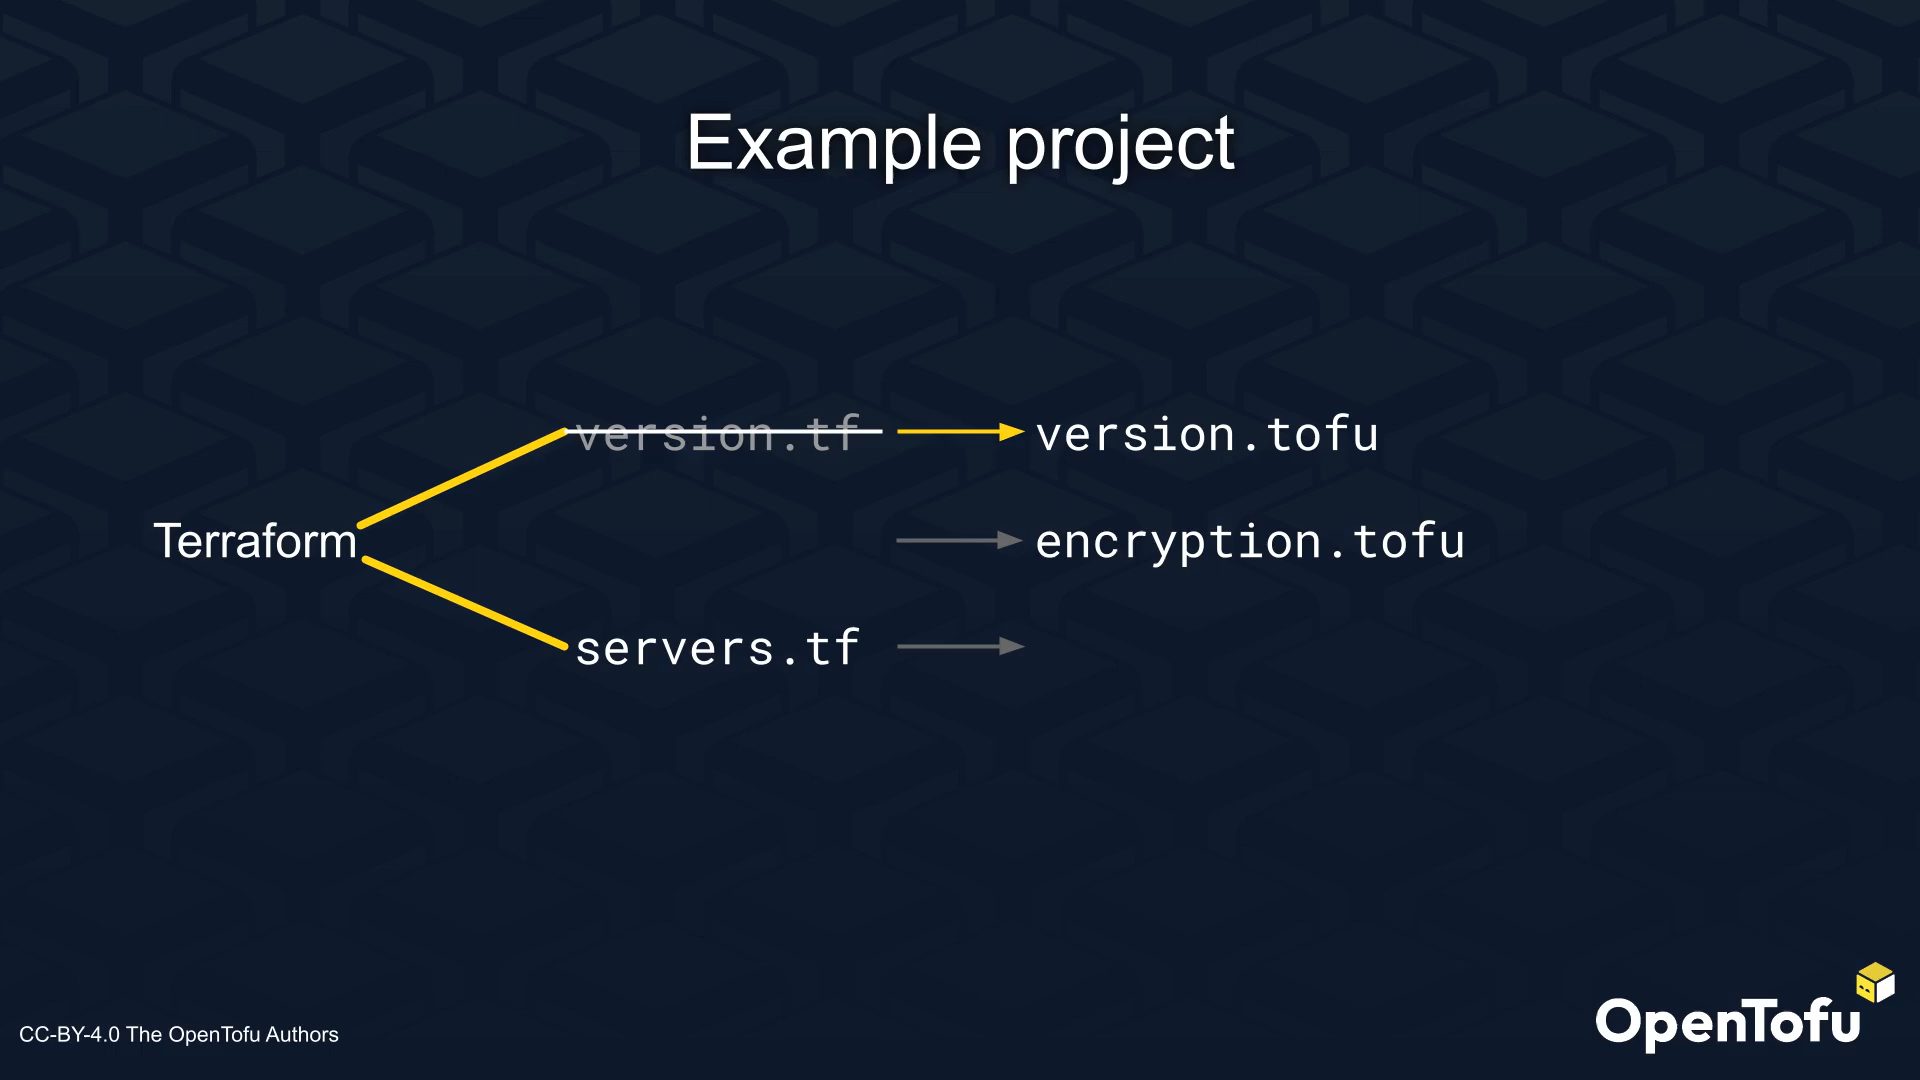 Example project
version.tf version.tofu
Terraform encryption.tofu
servers.tf
CC-BY-4.0 The OpenTofu Authors
OpenTofu